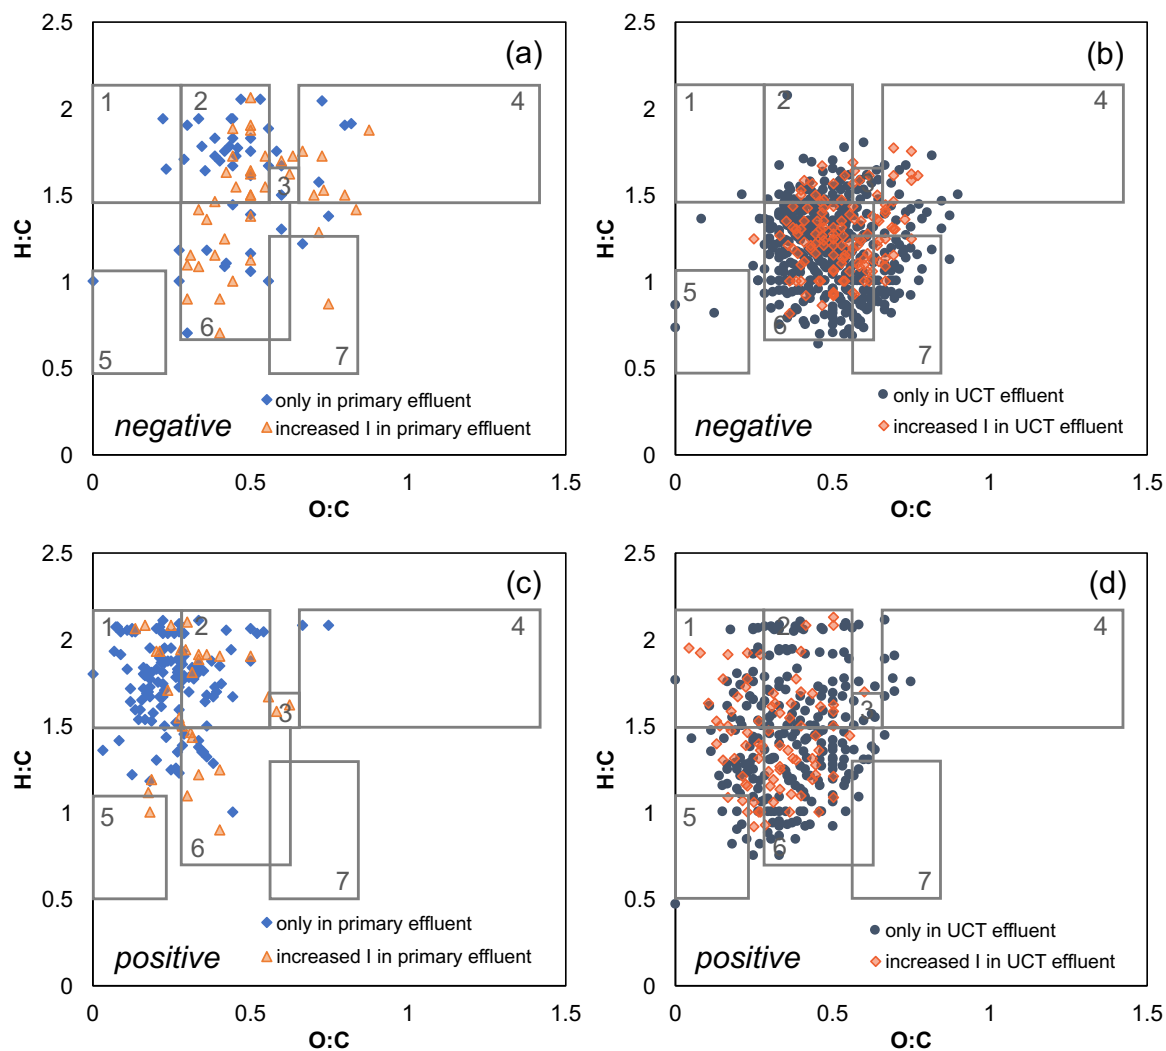 2.5
2
1.5
1
0.5
0
H:C
(a)
1
2
3
4
5
6
7
only in primary effluent
increased I in primary effluent
negative
0
0.5
1
1.5
O:C
2.5
2
1.5
1
0.5
0
H:C
(b)
1
2
4
5
6
7
only in UCT effluent
increased I in UCT effluent
negative
0
0.5
1
1.5
O:C
2.5
2
1.5
1
0.5
0
H:C
(c)
1
2
3
4
5
6
7
only in primary effluent
increased I in primary effluent
positive
0
0.5
1
1.5
O:C
2.5
2
1.5
1
0.5
0
H:C
(d)
1
2
3
4
5
6
7
only in UCT effluent
increased I in UCT effluent
positive
0
0.5
1
1.5
O:C